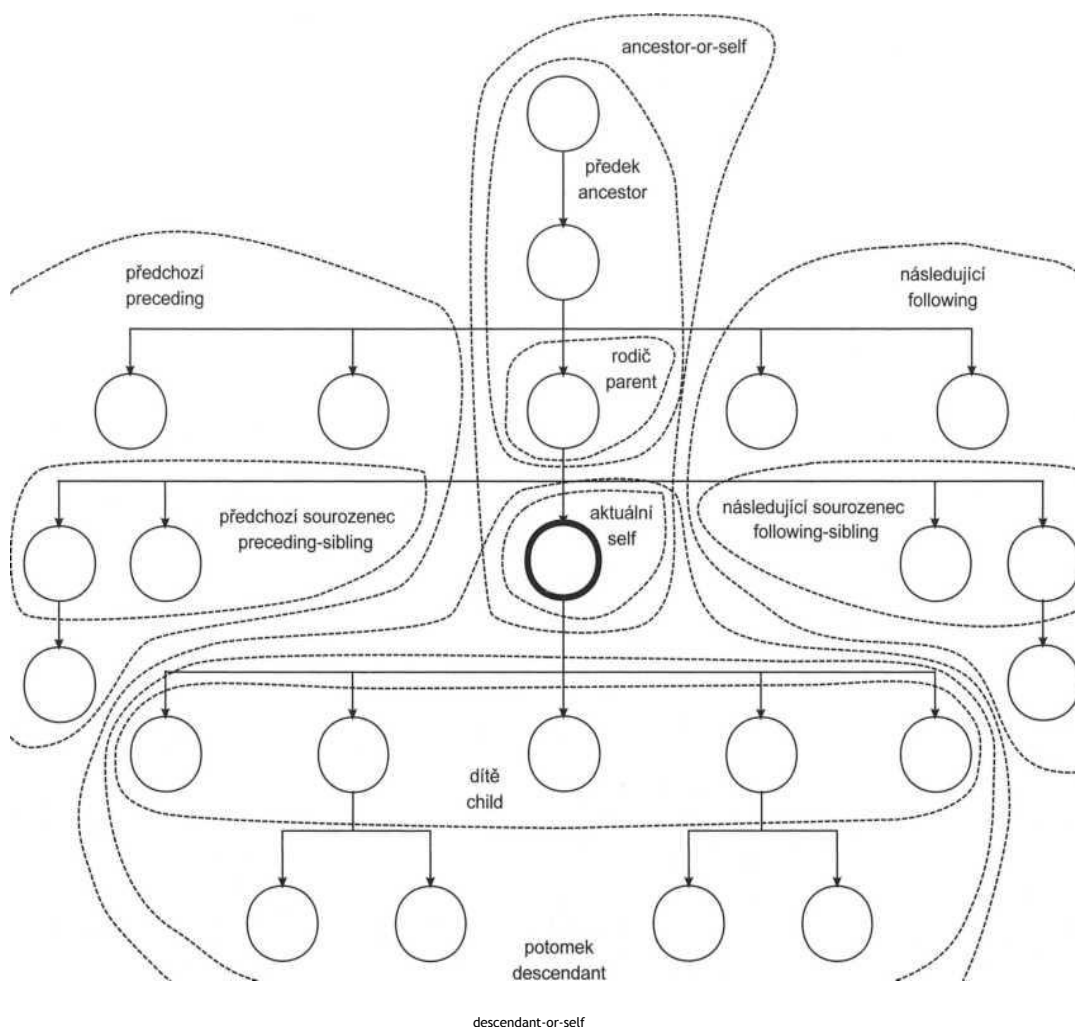 ancestor-or-self
předek
ancestor
předchozí
preceding
následující
following
rodič
parent
předchozí sourozenec
preceding-sibling
aktuální
self
následující sourozenec
following-sibling
dítě
child
potomek
descendant
descendant-or-self